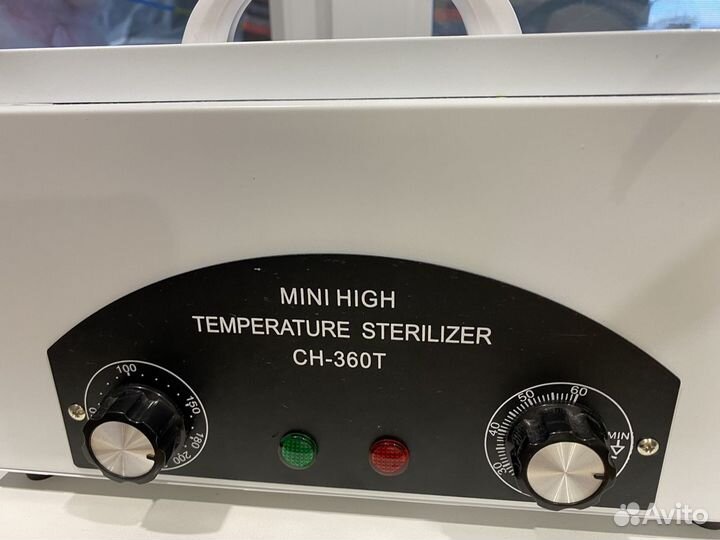 MINI HIGH
TEMPERATURE STERILIZER
CH-360T
100
150
180
200
60
50
40
30
MIN
Avito